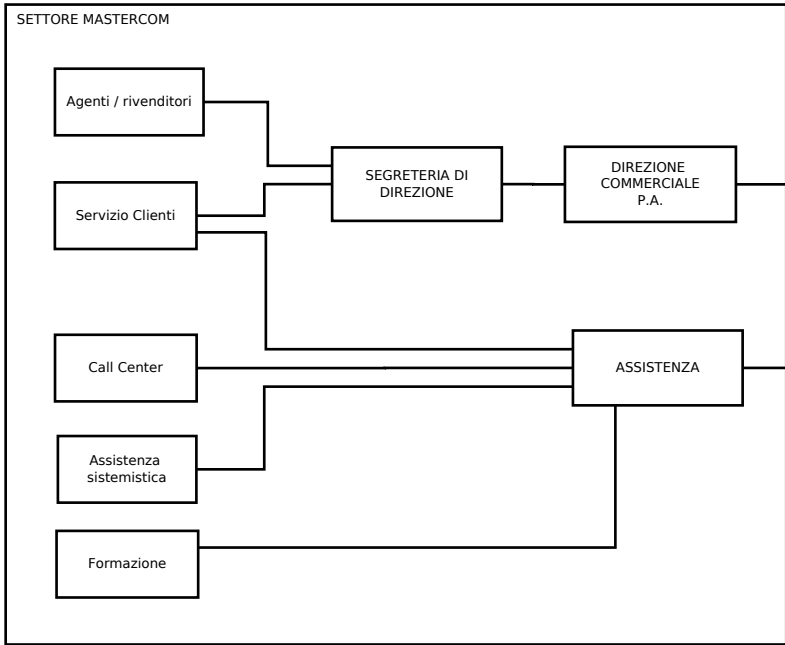 SETTORE MASTERCOM
Agenti / rivenditori
SEGRETERIA DI
DIREZIONE
DIREZIONE
COMMERCIALE
P.A.
Servizio Clienti
Call Center
ASSISTENZA
Assistenza
sistemistica
Formazione